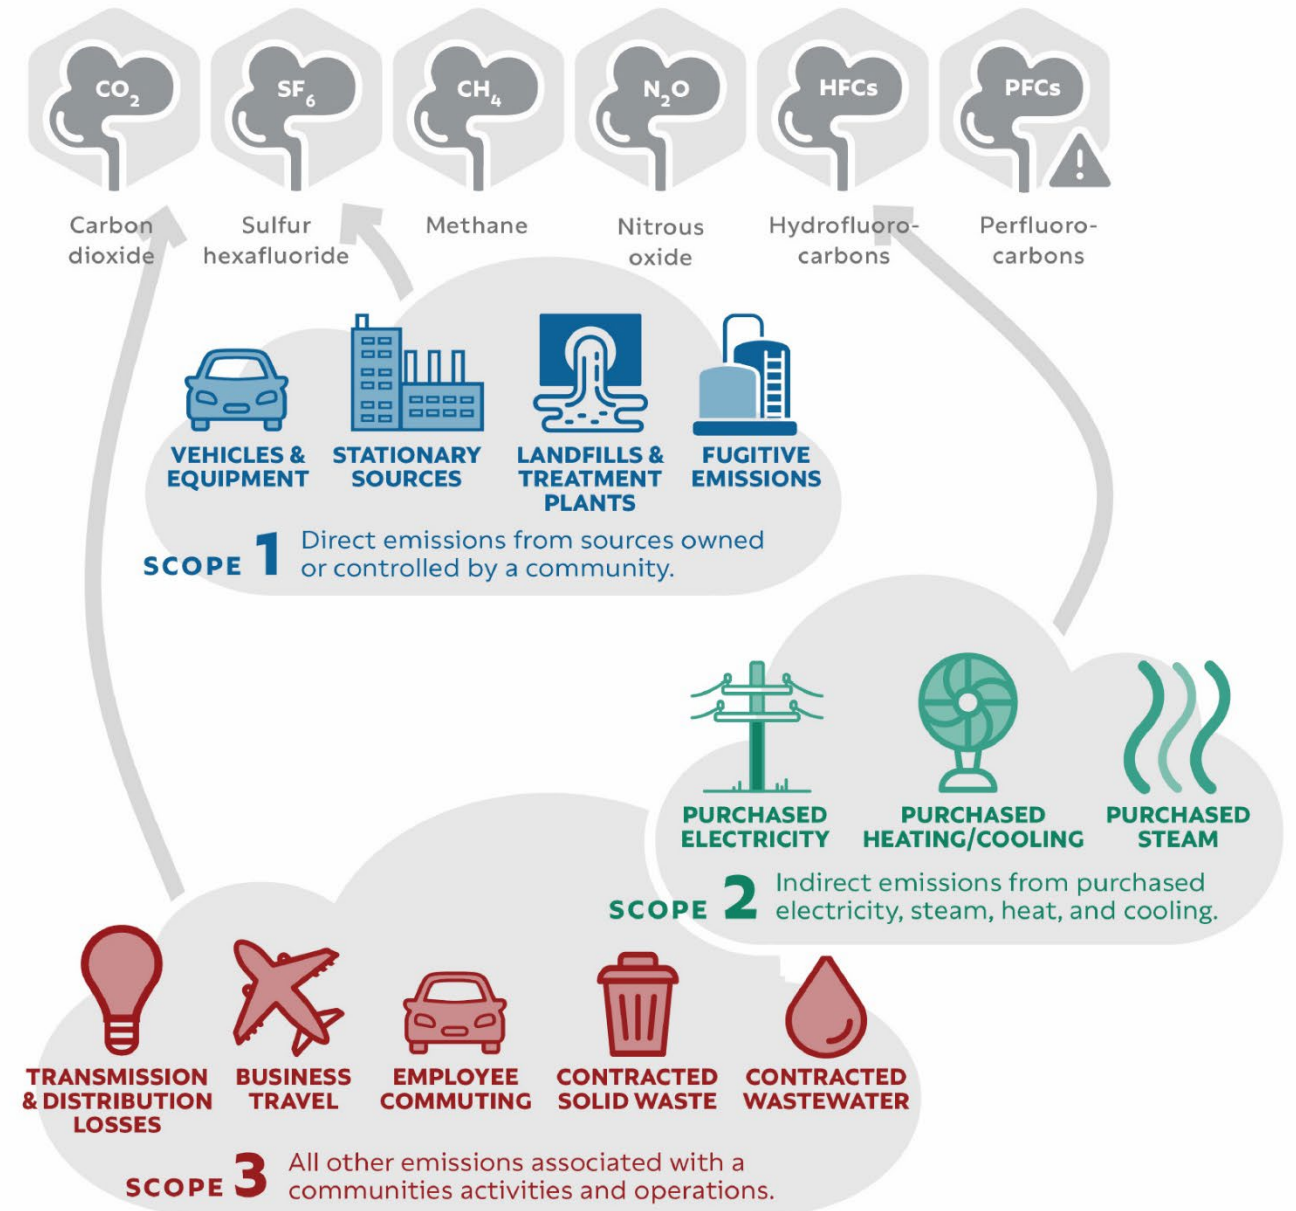 CO2
SF6
CH4
N2O
HFCs
PFCs
Carbon
dioxide
Sulfur
hexafluoride
Methane
Nitrous
oxide
Hydrofluoro-
carbons
Perfluoro-
carbons
VEHICLES &
EQUIPMENT
STATIONARY
SOURCES
LANDFILLS &
TREATMENT
PLANTS
FUGITIVE
EMISSIONS
SCOPE 1
Direct emissions from sources owned
or controlled by a community.
PURCHASED
ELECTRICITY
PURCHASED
HEATING/COOLING
PURCHASED
STEAM
SCOPE 2
Indirect emissions from purchased
electricity, steam, heat, and cooling.
TRANSMISSION
& DISTRIBUTION
LOSSES
BUSINESS
TRAVEL
EMPLOYEE
COMMUTING
CONTRACTED
SOLID WASTE
CONTRACTED
WASTEWATER
SCOPE 3
All other emissions associated with a
communities activities and operations.